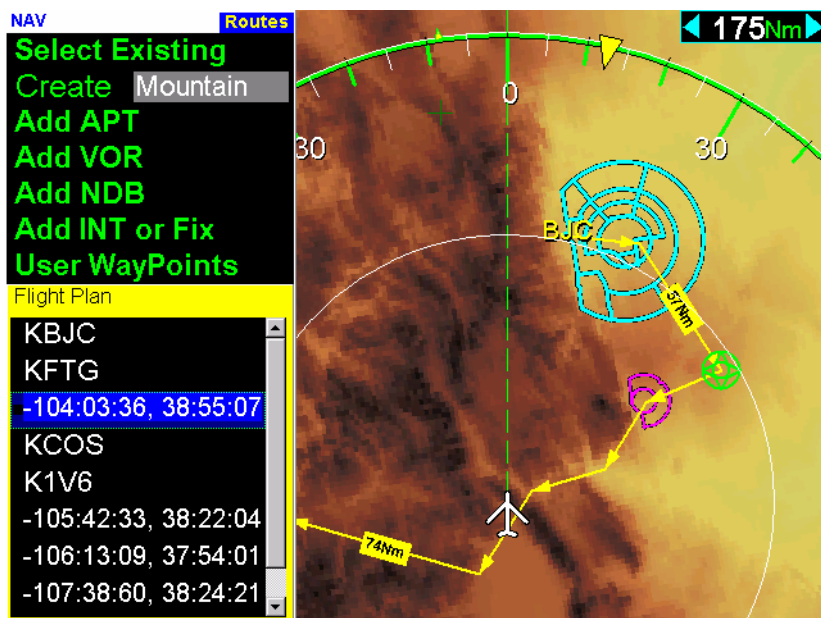 NAV
Routes
Select Existing
Create Mountain
Add APT
Add VOR
Add NDB
Add INT or Fix
User WayPoints
Flight Plan
KBJC
KFTG
-104:03:36, 38:55:07
KCOS
K1V6
-105:42:33, 38:22:04
-106:13:09, 37:54:01
-107:38:60, 38:24:21
175Nm
0
30
30
BJC
57Nm
74Nm